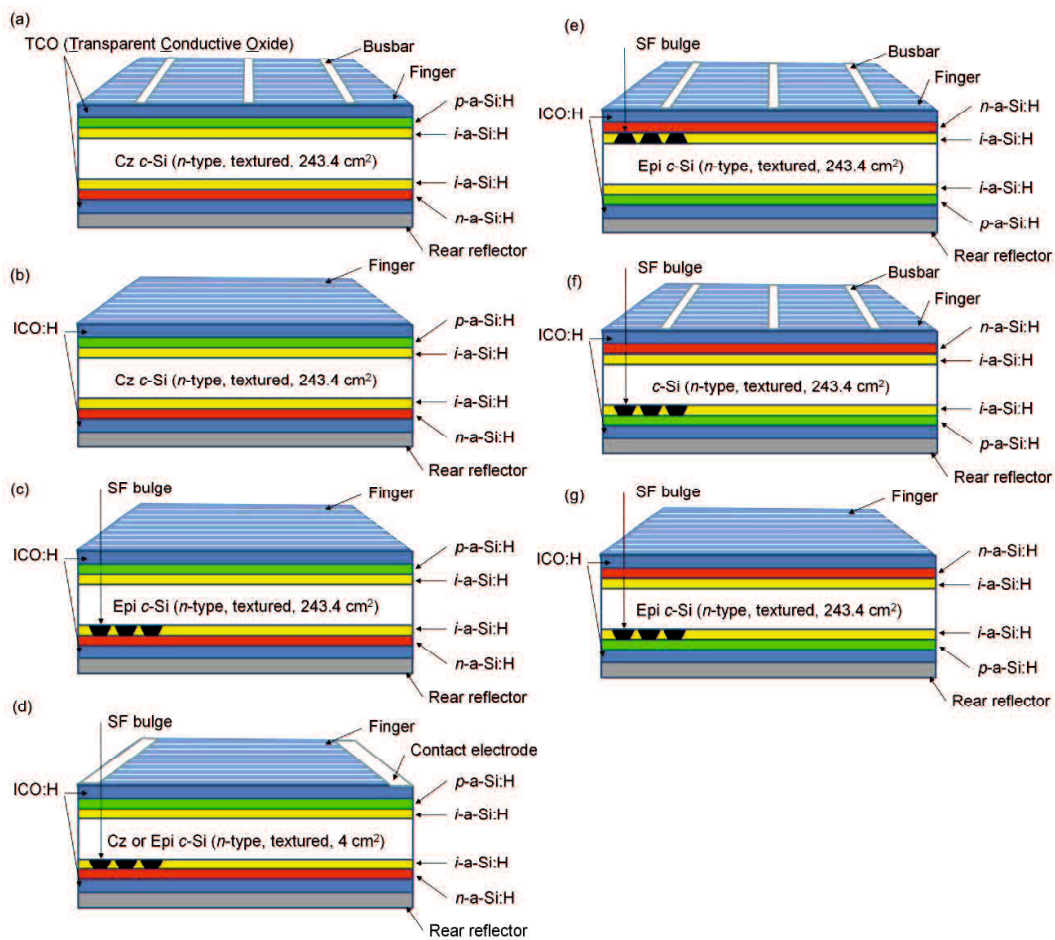 (a)
TCO (Transparent Conductive Oxide)
Busbar
Finger
p-a-Si:H
i-a-Si:H
Cz c-Si (n-type, textured, 243.4 cm²)
i-a-Si:H
n-a-Si:H
Rear reflector
(b)
Finger
ICO:H
p-a-Si:H
i-a-Si:H
Cz c-Si (n-type, textured, 243.4 cm²)
i-a-Si:H
n-a-Si:H
Rear reflector
(c)
SF bulge
Finger
ICO:H
p-a-Si:H
i-a-Si:H
Epi c-Si (n-type, textured, 243.4 cm²)
i-a-Si:H
n-a-Si:H
Rear reflector
(d)
SF bulge
Finger
Contact electrode
ICO:H
p-a-Si:H
i-a-Si:H
Cz or Epi c-Si (n-type, textured, 4 cm²)
i-a-Si:H
n-a-Si:H
Rear reflector
(e)
SF bulge
Busbar
Finger
ICO:H
n-a-Si:H
i-a-Si:H
Epi c-Si (n-type, textured, 243.4 cm²)
i-a-Si:H
p-a-Si:H
Rear reflector
(f)
SF bulge
Busbar
Finger
ICO:H
n-a-Si:H
i-a-Si:H
c-Si (n-type, textured, 243.4 cm²)
i-a-Si:H
p-a-Si:H
Rear reflector
(g)
SF bulge
Finger
ICO:H
n-a-Si:H
i-a-Si:H
Epi c-Si (n-type, textured, 243.4 cm²)
i-a-Si:H
p-a-Si:H
Rear reflector